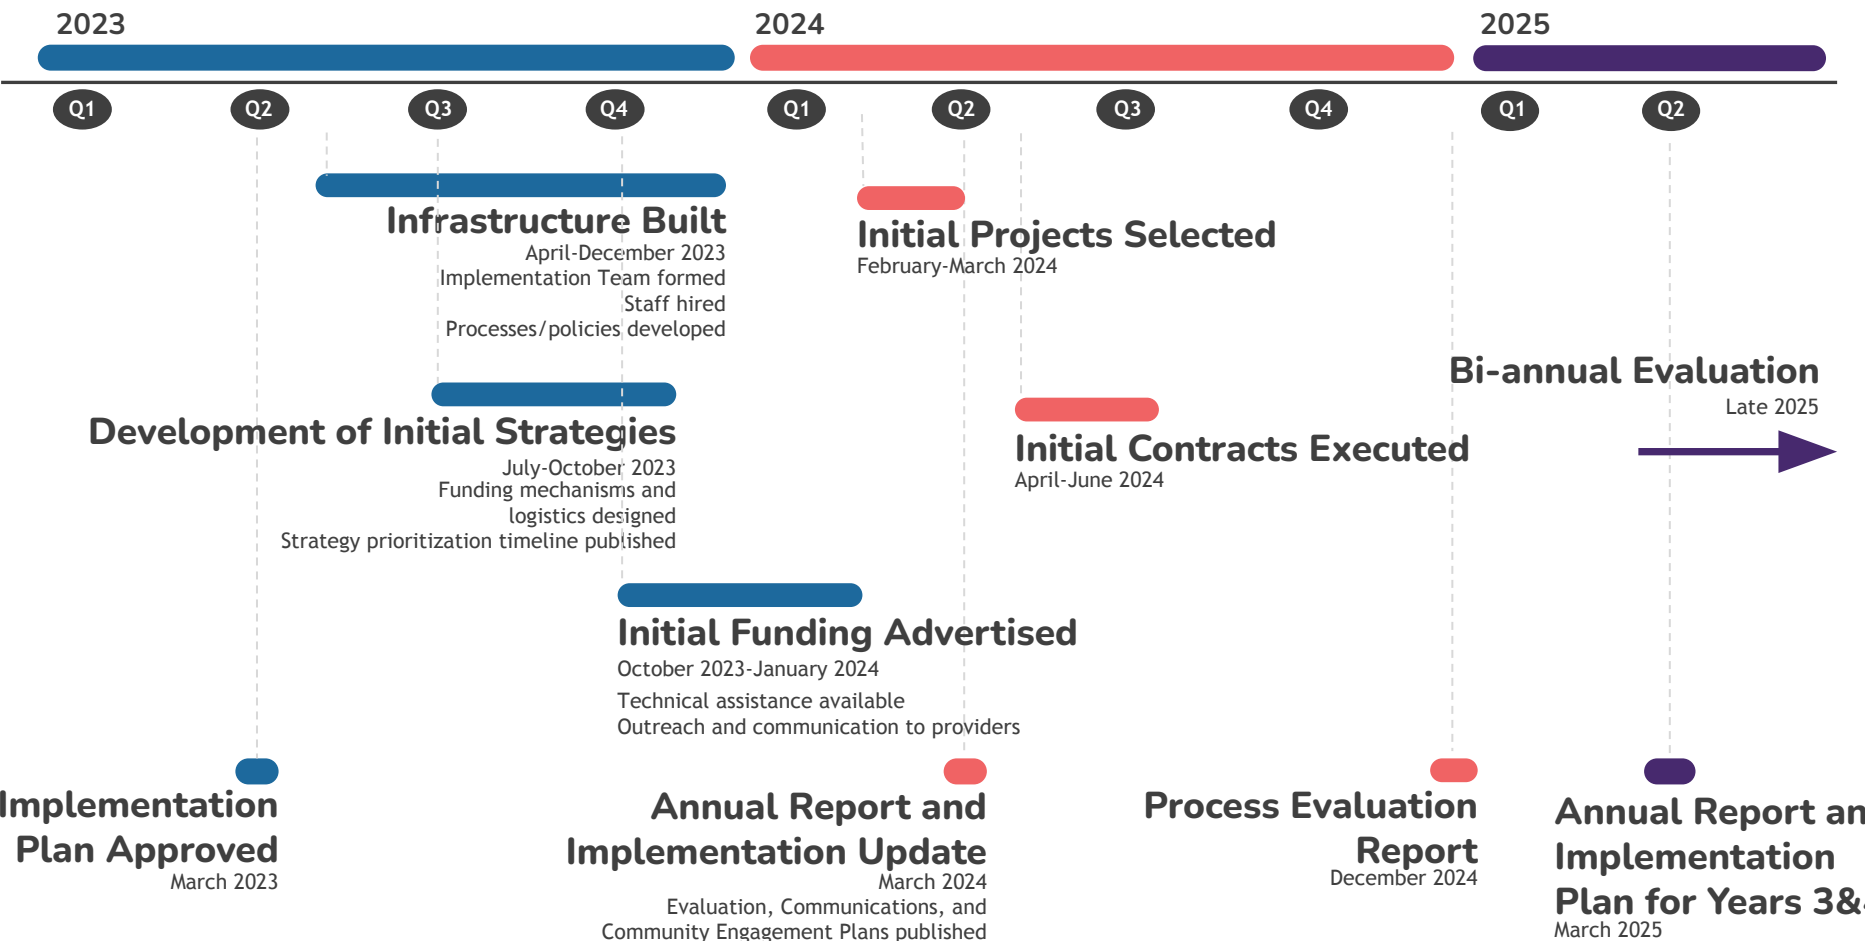 2023
2024
2025
Q1
Q2
Q3
Q4
Q1
Q2
Q3
Q4
Q1
Q2
Infrastructure Built
April-December 2023
Implementation Team formed
Staff hired
Processes/policies developed
Initial Projects Selected
February-March 2024
Bi-annual Evaluation
Late 2025
Development of Initial Strategies
July-October 2023
Funding mechanisms and
logistics designed
Strategy prioritization timeline published
Initial Contracts Executed
April-June 2024
Initial Funding Advertised
October 2023-January 2024
Technical assistance available
Outreach and communication to providers
Implementation
Plan Approved
March 2023
Annual Report and
Implementation Update
March 2024
Evaluation, Communications, and
Community Engagement Plans published
Process Evaluation
Report
December 2024
Annual Report an
Implementation
Plan for Years 3&
March 2025